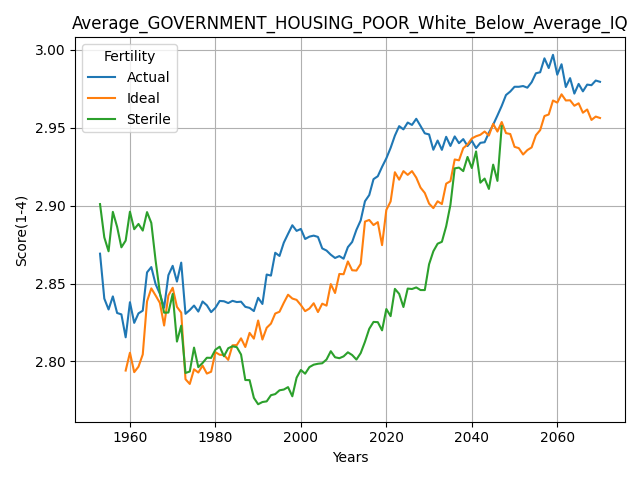 Average_GOVERNMENT_HOUSING_POOR_White_Below_Average_IQ
Fertility
Actual
Ideal
Sterile
Score(1-4)
3.00
2.95
2.90
2.85
2.80
1960 1980 2000 2020 2040 2060
Years